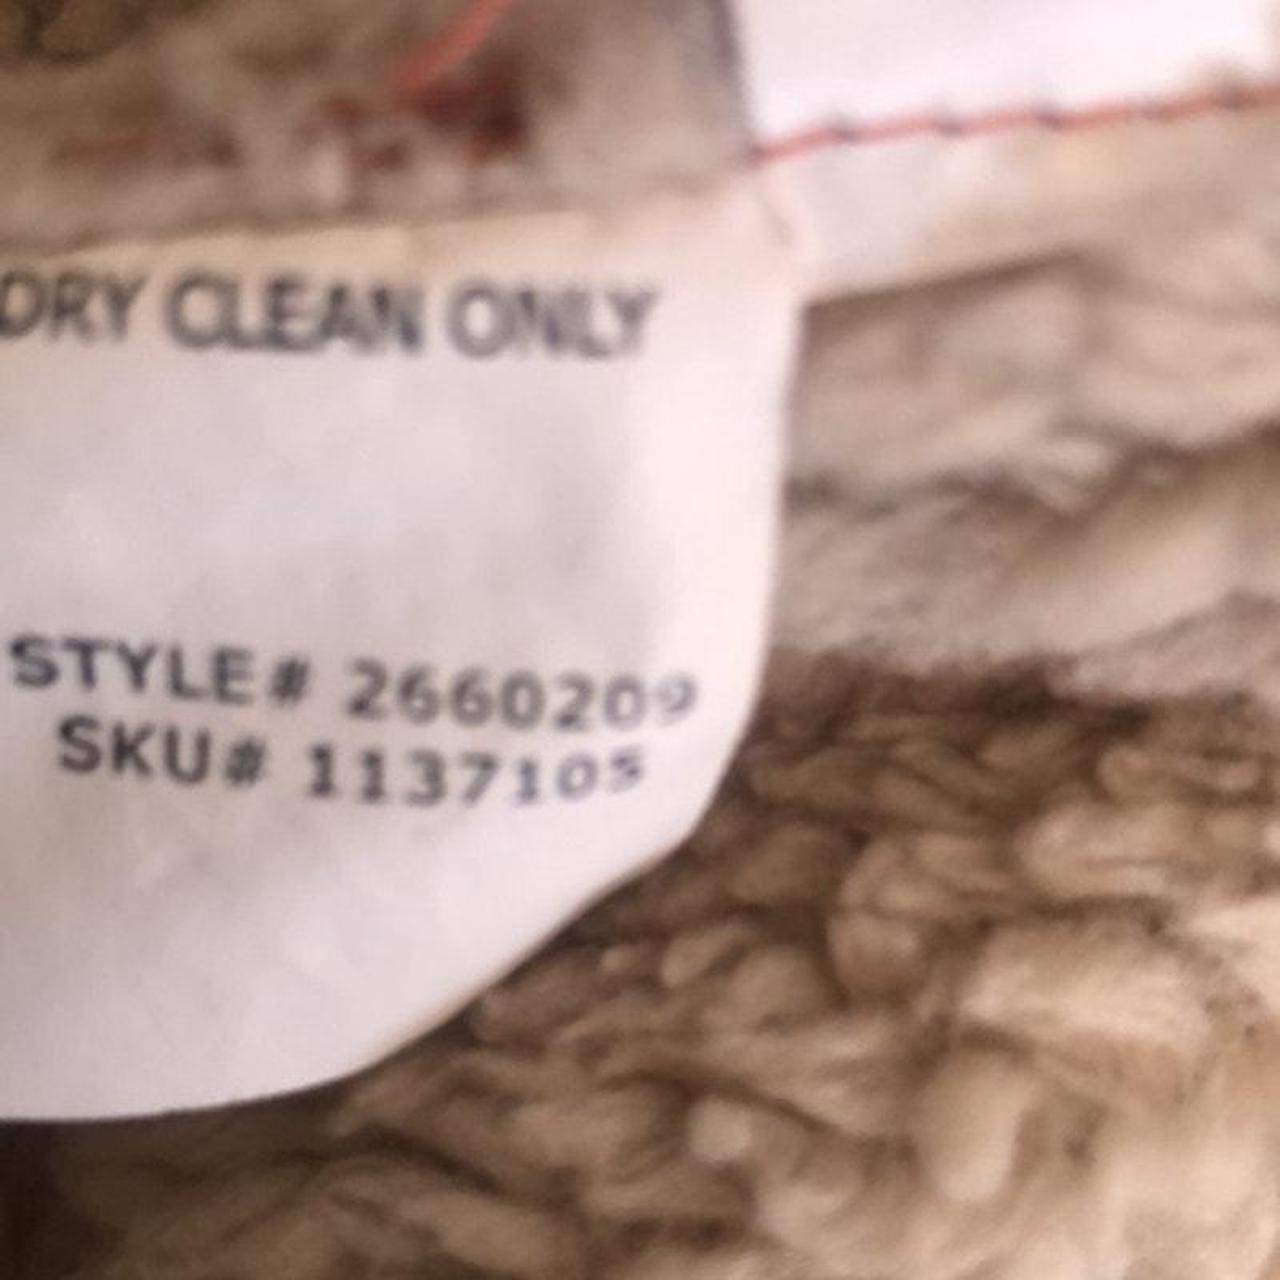 DRY CLEAN ONLY
STYLE# 2660209
SKU# 1137105